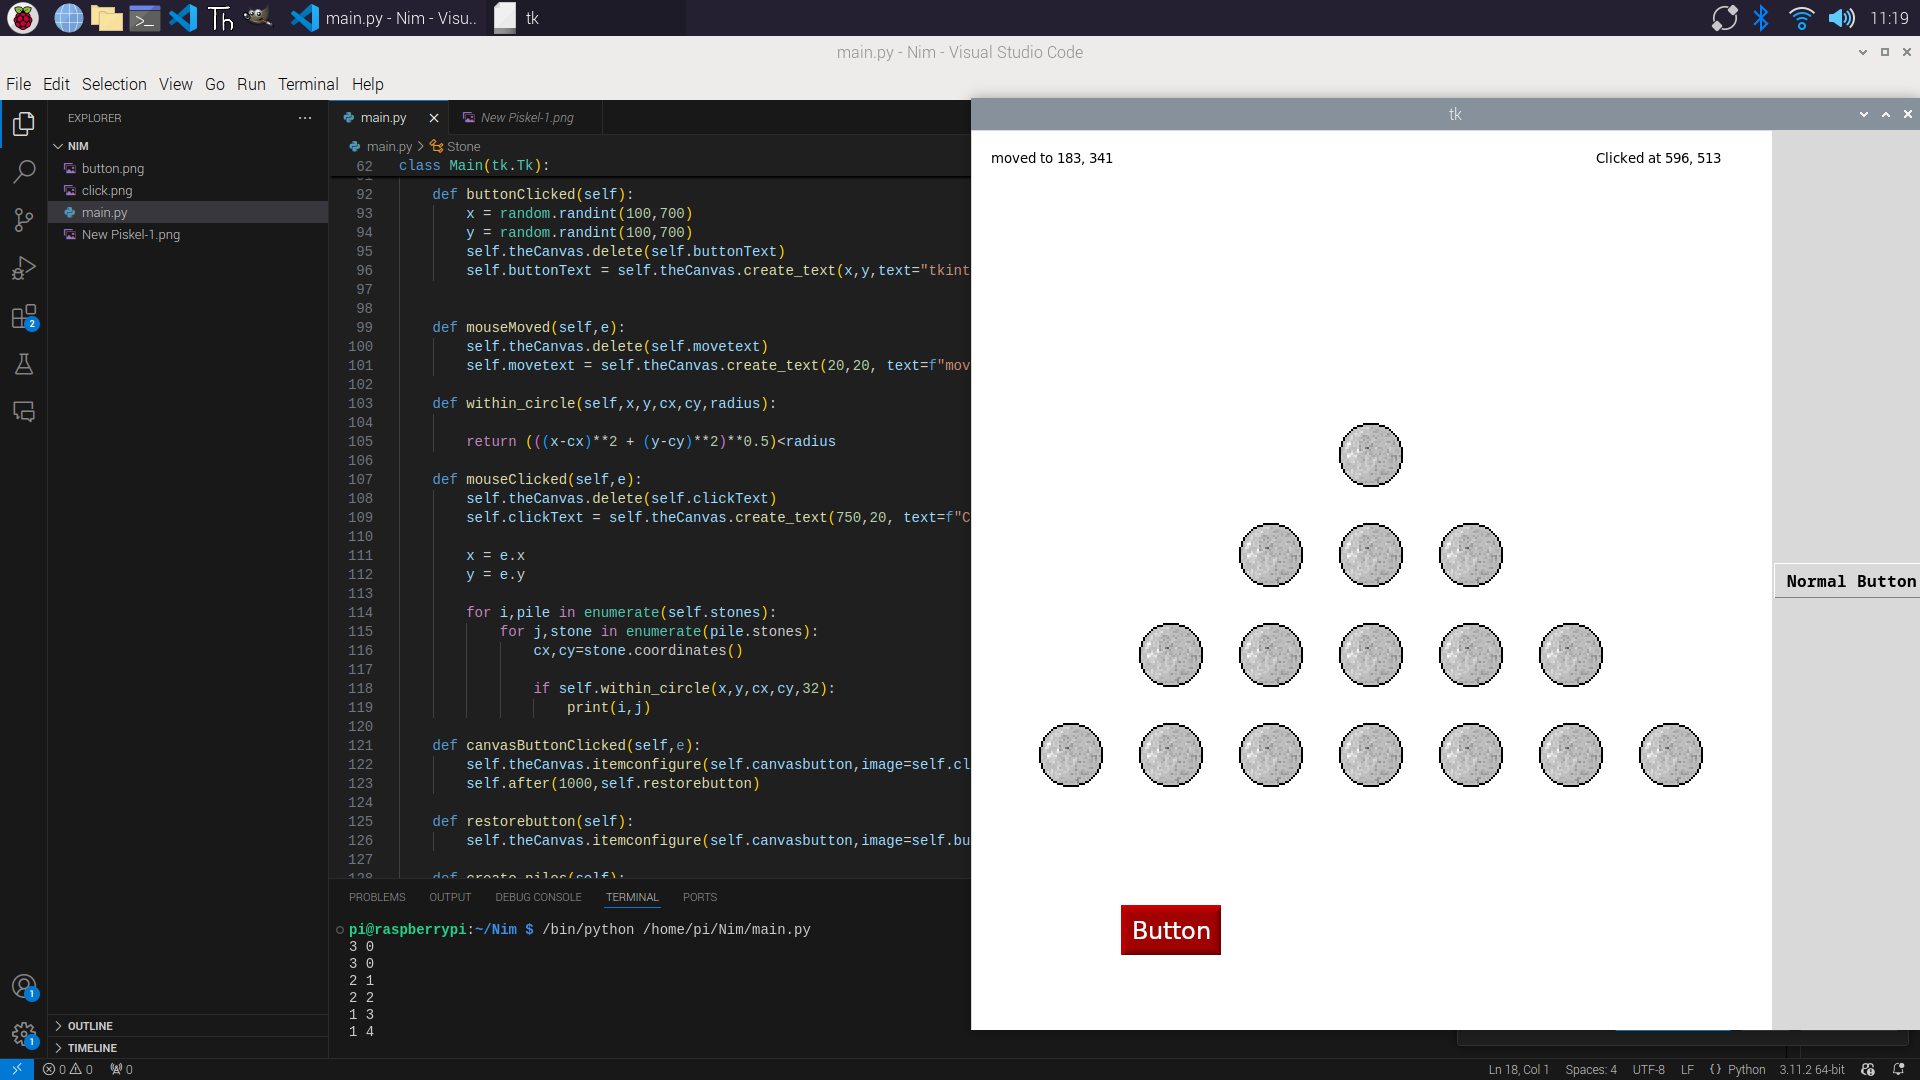 main.py - Nim - Visu..
tk
11:19
main.py - Nim - Visual Studio Code
File Edit Selection View Go Run Terminal Help
EXPLORER
NIM
button.png
click.png
main.py
New Piskel-1.png
OUTLINE
TIMELINE
2
1
1
main.py
New Piskel-1.png
main.py > Stone
62 class Main(tk.Tk):
92 def buttonClicked(self):
93 x = random.randint(100,700)
94 y = random.randint(100,700)
95 self.theCanvas.delete(self.buttonText)
96 self.buttonText = self.theCanvas.create_text(x,y,text="tkint
97
98
99 def mouseMoved(self,e):
100 self.theCanvas.delete(self.movetext)
101 self.movetext = self.theCanvas.create_text(20,20, text=f"mov
102
103 def within_circle(self,x,y,cx,cy,radius):
104
105 return (((x-cx)**2 + (y-cy)**2)**0.5)<radius
106
107 def mouseClicked(self,e):
108 self.theCanvas.delete(self.clickText)
109 self.clickText = self.theCanvas.create_text(750,20, text=f"C
110
111 x = e.x
112 y = e.y
113
114 for i,pile in enumerate(self.stones):
115 for j,stone in enumerate(pile.stones):
116 cx,cy=stone.coordinates()
117
118 if self.within_circle(x,y,cx,cy,32):
119 print(i,j)
120
121 def canvasButtonClicked(self,e):
122 self.theCanvas.itemconfigure(self.canvasbutton,image=self.cl
123 self.after(1000,self.restorebutton)
124
125 def restorebutton(self):
126 self.theCanvas.itemconfigure(self.canvasbutton,image=self.bu
127
128 def create_piles(self):
PROBLEMS OUTPUT DEBUG CONSOLE TERMINAL PORTS
pi@raspberrypi:~/Nim $ /bin/python /home/pi/Nim/main.py
3 0
3 0
2 1
2 2
1 3
1 4
tk
moved to 183, 341
Clicked at 596, 513
Normal Button
Button
0 0 0
Ln 18, Col 1 Spaces: 4 UTF-8 LF {} Python 3.11.2 64-bit